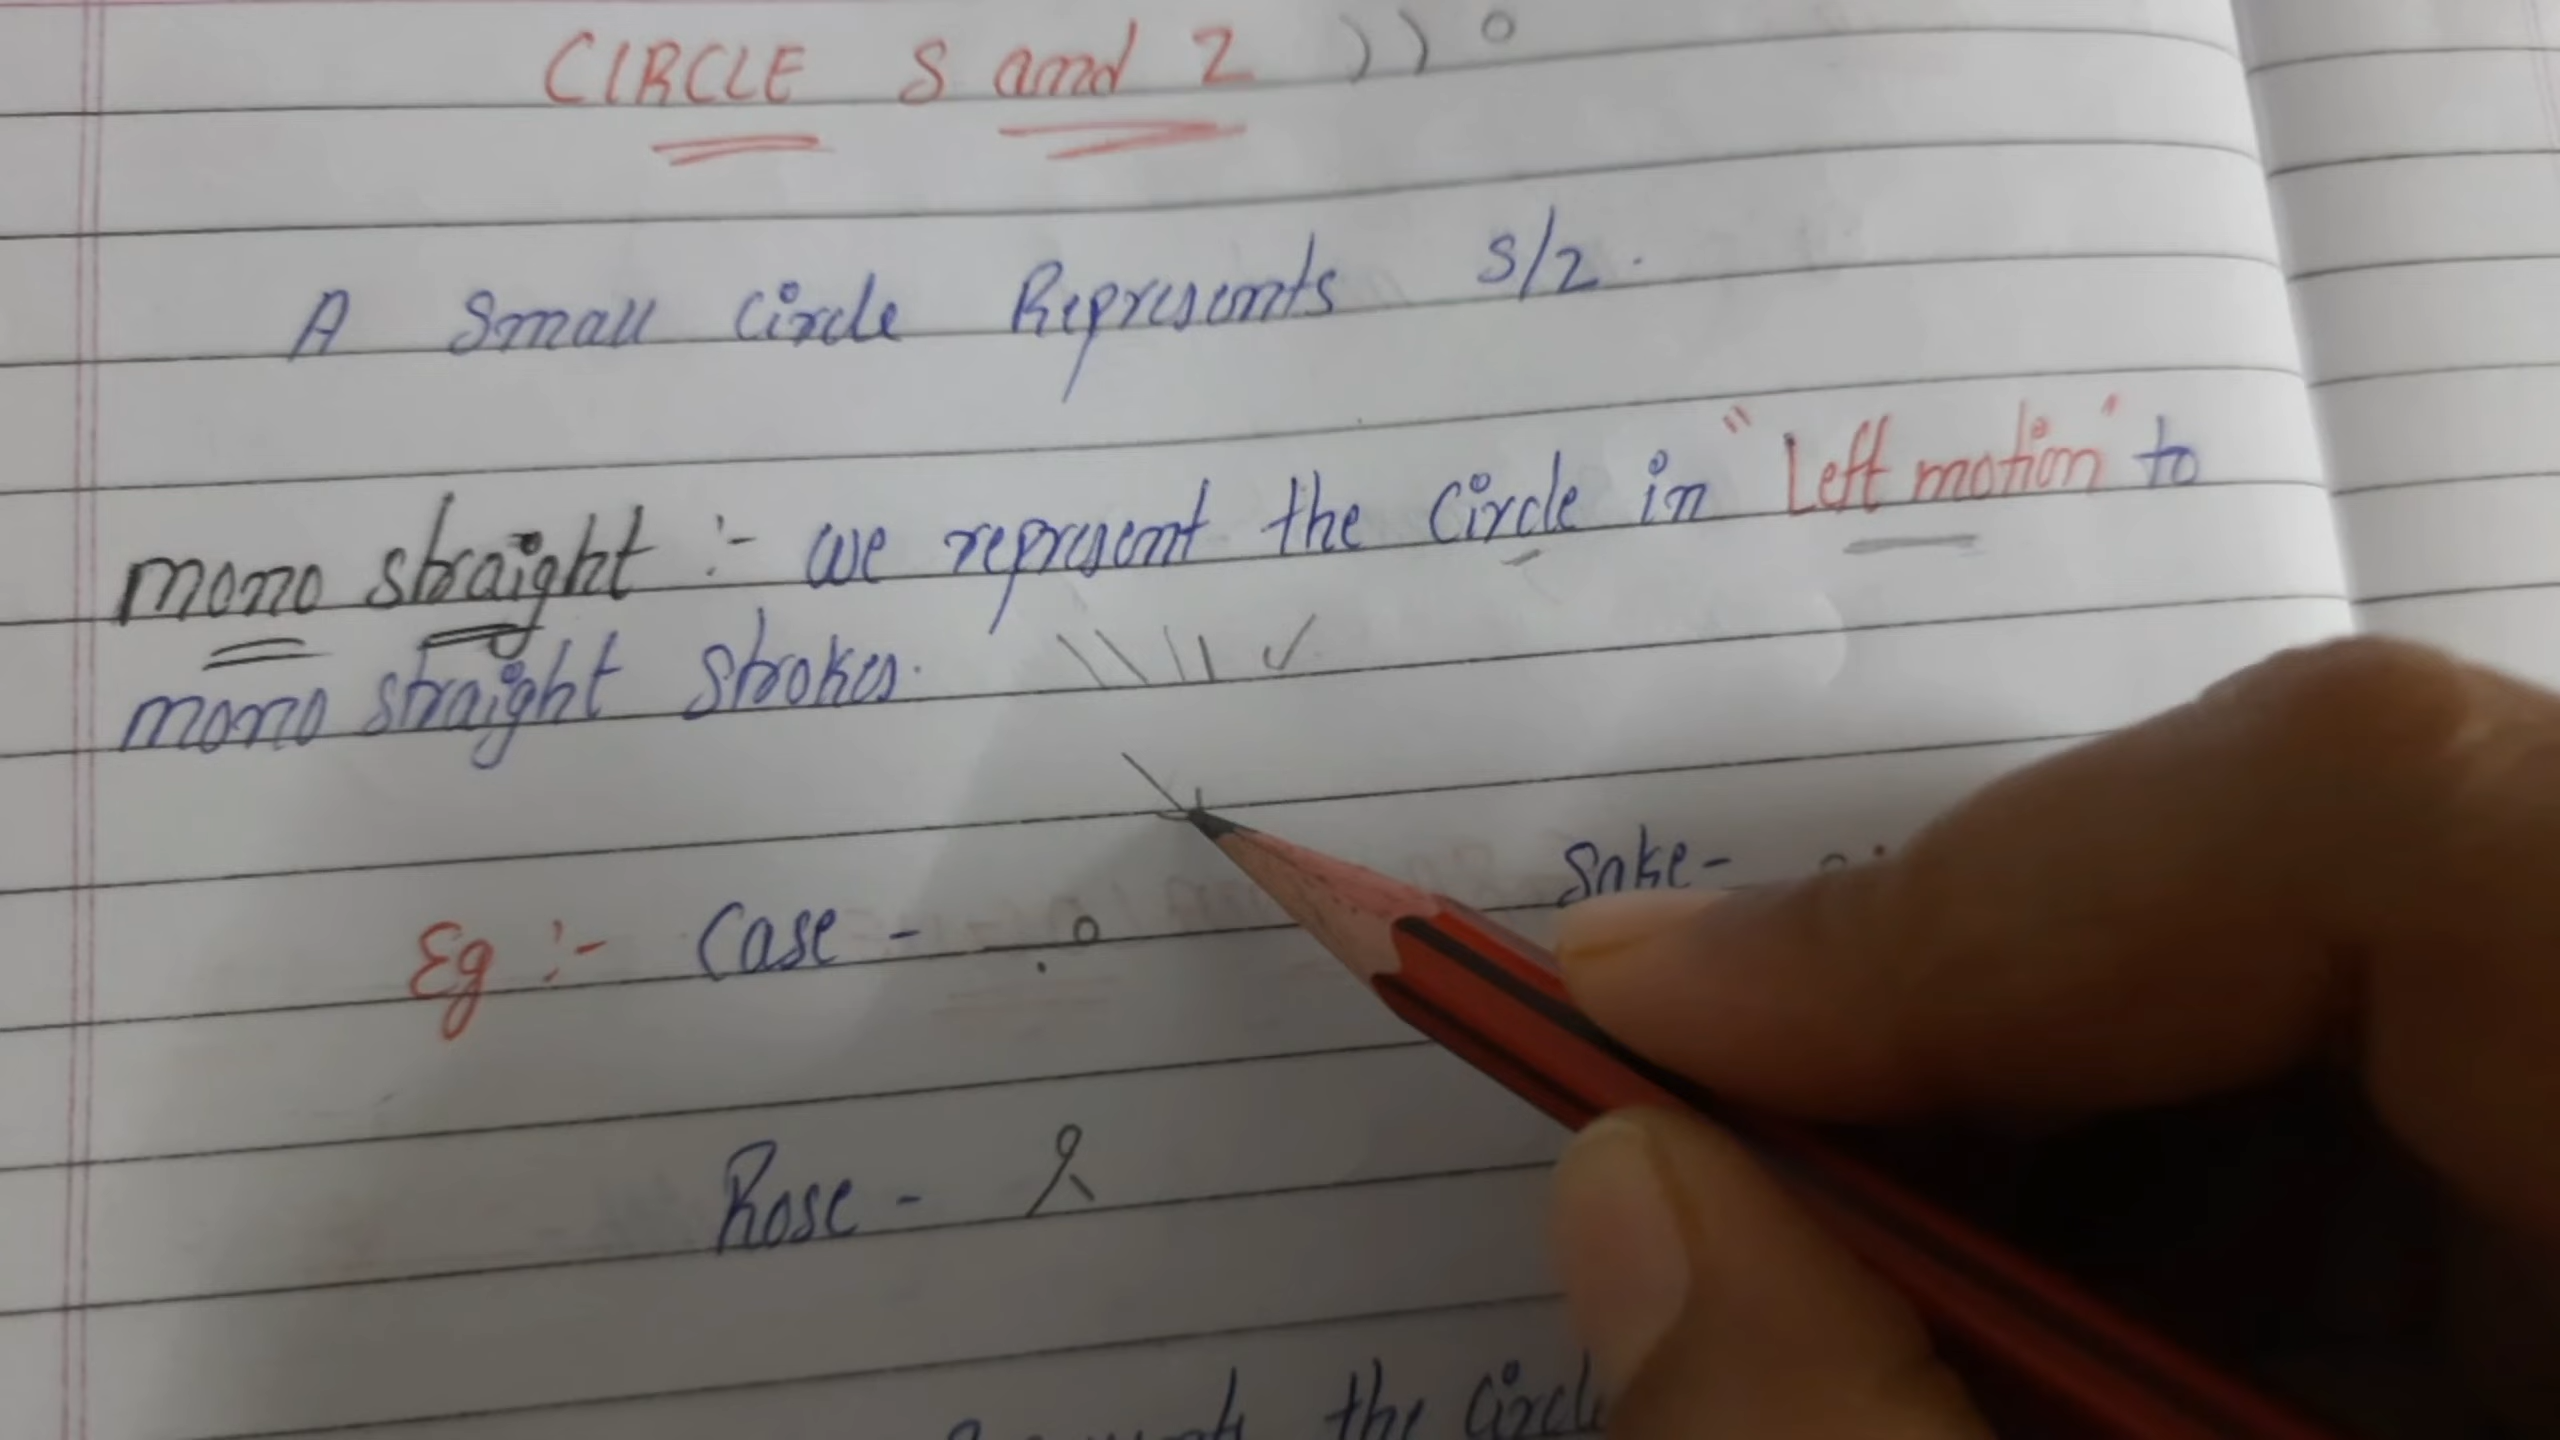 CIRCLE S and Z
A Small Circle Represents S/Z.
mono straight :- we represent the Circle in "Left motion" to
mono straight strokes.
Sake-
Eg :- Case -
Rose -
the Circle